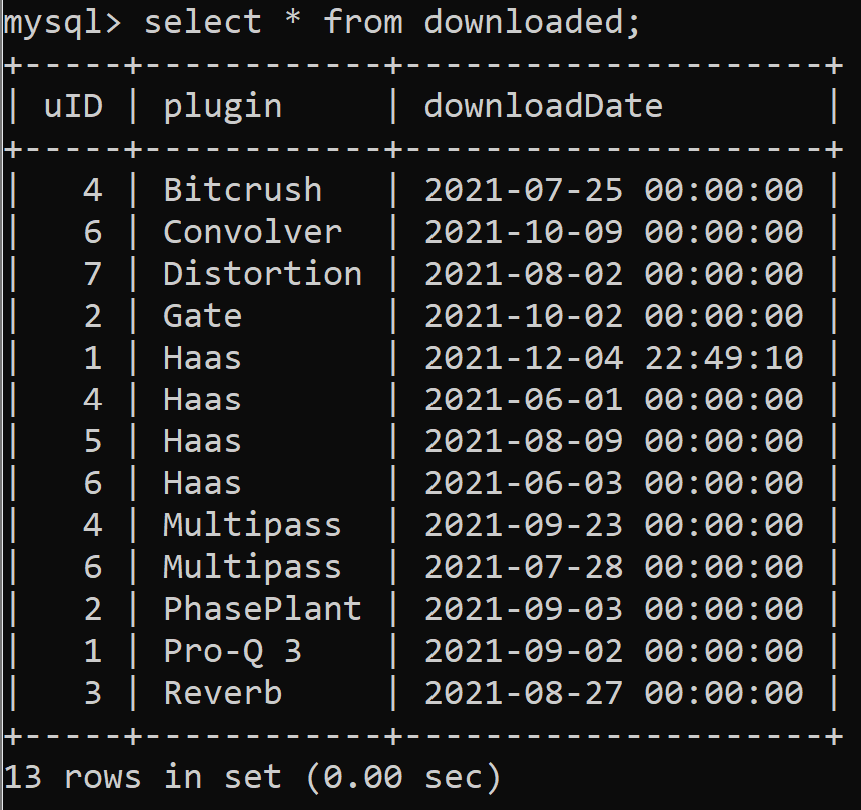 mysql> select * from downloaded;
+------+------------+---------------------+
| uID | plugin | downloadDate |
+------+------------+---------------------+
| 4 | Bitcrush | 2021-07-25 00:00:00 |
| 6 | Convolver | 2021-10-09 00:00:00 |
| 7 | Distortion | 2021-08-02 00:00:00 |
| 2 | Gate | 2021-10-02 00:00:00 |
| 1 | Haas | 2021-12-04 22:49:10 |
| 4 | Haas | 2021-06-01 00:00:00 |
| 5 | Haas | 2021-08-09 00:00:00 |
| 6 | Haas | 2021-06-03 00:00:00 |
| 4 | Multipass | 2021-09-23 00:00:00 |
| 6 | Multipass | 2021-07-28 00:00:00 |
| 2 | PhasePlant | 2021-09-03 00:00:00 |
| 1 | Pro-Q 3 | 2021-09-02 00:00:00 |
| 3 | Reverb | 2021-08-27 00:00:00 |
+------+------------+---------------------+
13 rows in set (0.00 sec)